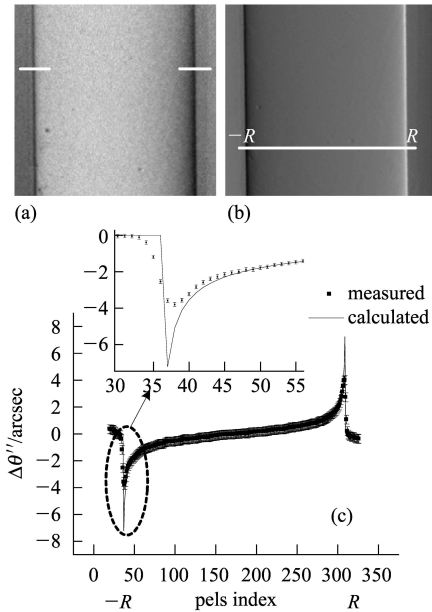 −R R
(a) (b)
0
−2
−4
−6
30 35 40 45 50 55
measured
calculated
8
6
4
2
0
−2
−4
−6
−8
Δθ''/arcsec
(c)
0 50 100 150 200 250 300 350
−R pels index R